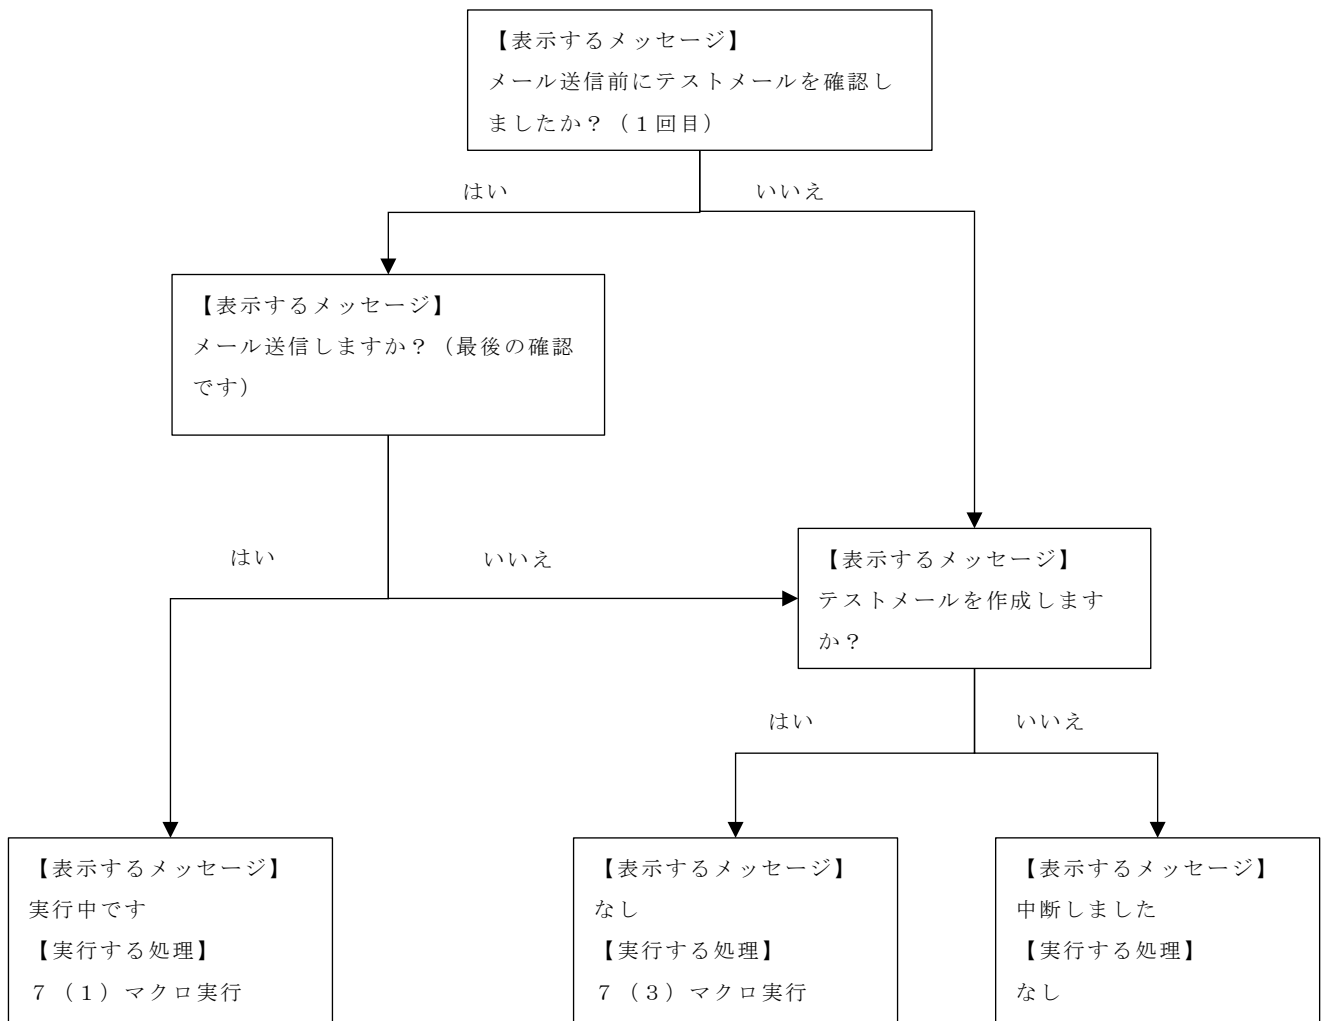 【表示するメッセージ】
メール送信前にテストメールを確認し
ましたか？（１回目）
はい
いいえ
【表示するメッセージ】
メール送信しますか？（最後の確認
です）
はい
いいえ
【表示するメッセージ】
テストメールを作成します
か？
はい
いいえ
【表示するメッセージ】
実行中です
【実行する処理】
７（１）マクロ実行
【表示するメッセージ】
なし
【実行する処理】
７（３）マクロ実行
【表示するメッセージ】
中断しました
【実行する処理】
なし